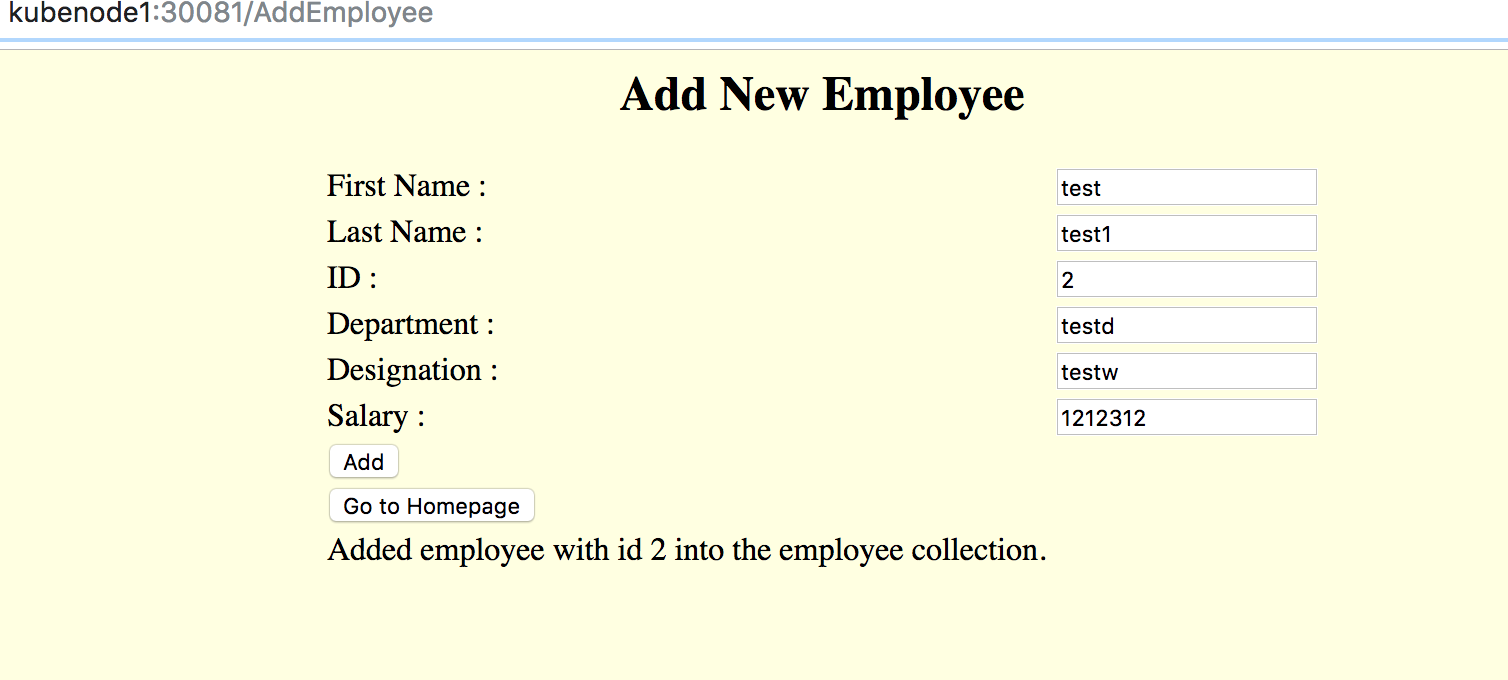 kubenode1:30081/AddEmployee
Add New Employee
First Name : test
Last Name : test1
ID : 2
Department : testd
Designation : testw
Salary : 1212312
Add
Go to Homepage
Added employee with id 2 into the employee collection.